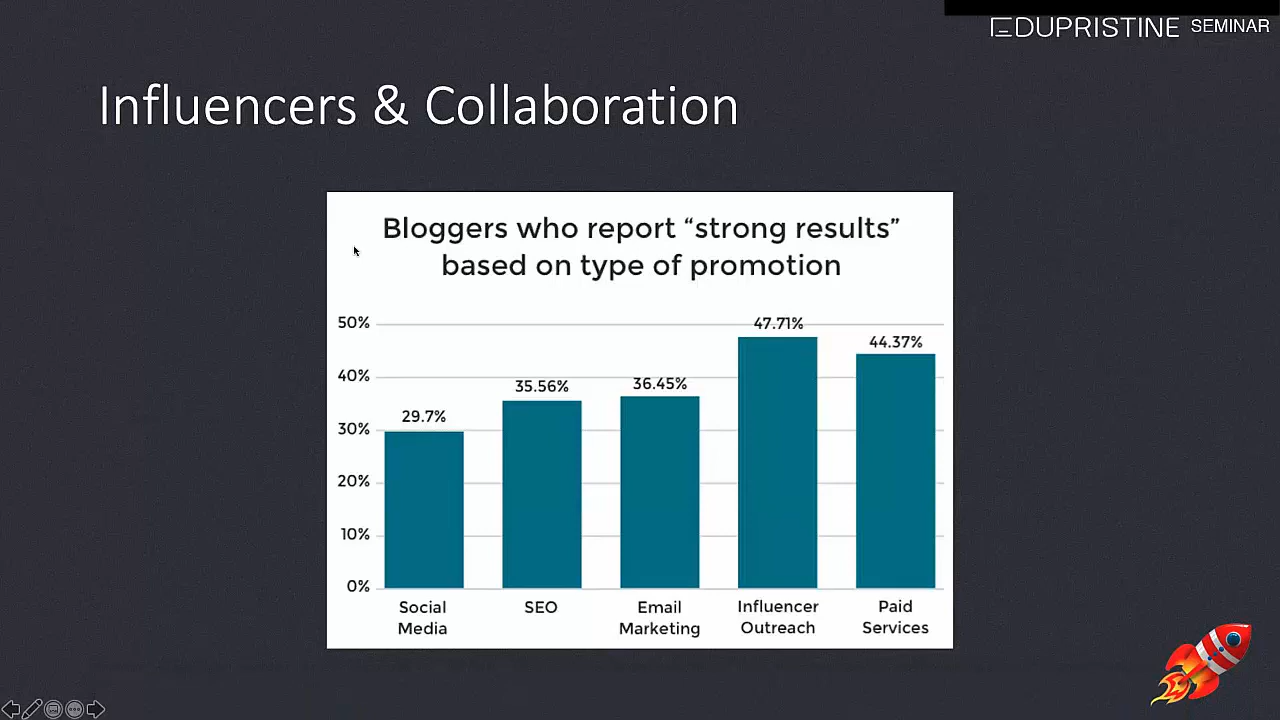 EDUPRISTINE SEMINAR
Influencers & Collaboration
Bloggers who report “strong results”
based on type of promotion
50%
40%
30%
20%
10%
0%
29.7%
35.56%
36.45%
47.71%
44.37%
Social
Media
SEO
Email
Marketing
Influencer
Outreach
Paid
Services